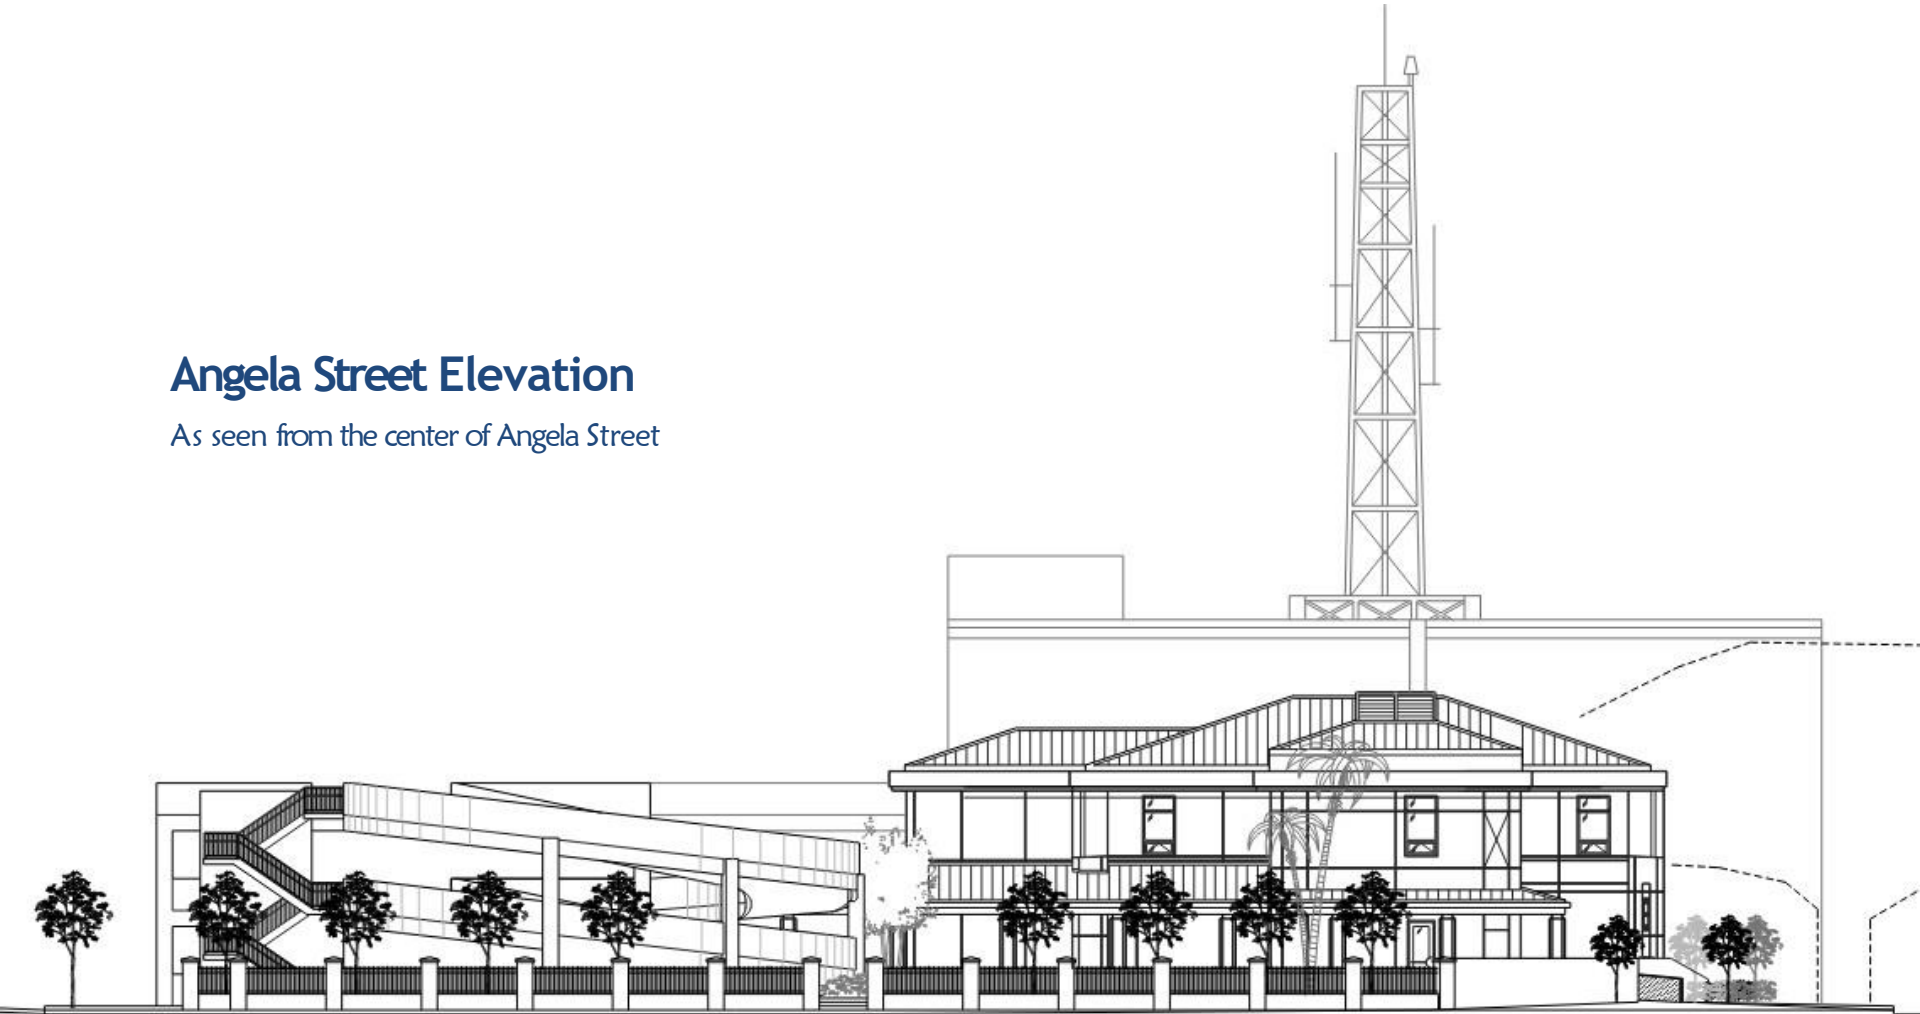 Angela Street Elevation
As seen from the center of Angela Street